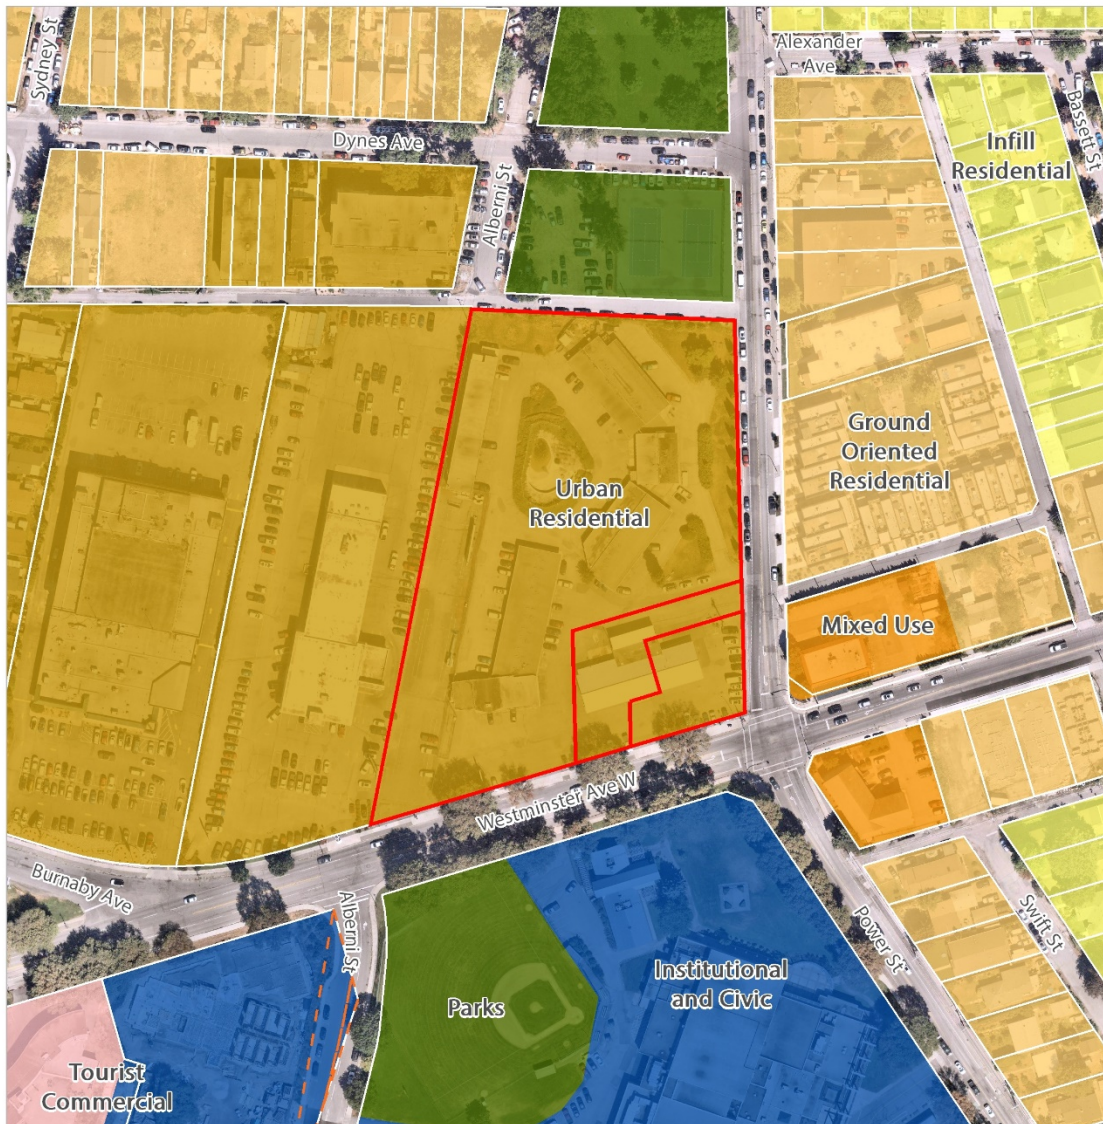 Sydney St
Alexander
Ave
Dynes Ave
Bassett St
Infill
Residential
Alberni St
Ground
Oriented
Residential
Urban
Residential
Mixed Use
Westminster Ave W
Burnaby Ave
Alberni St
Power St
Swift St
Institutional
and Civic
Parks
Tourist
Commercial